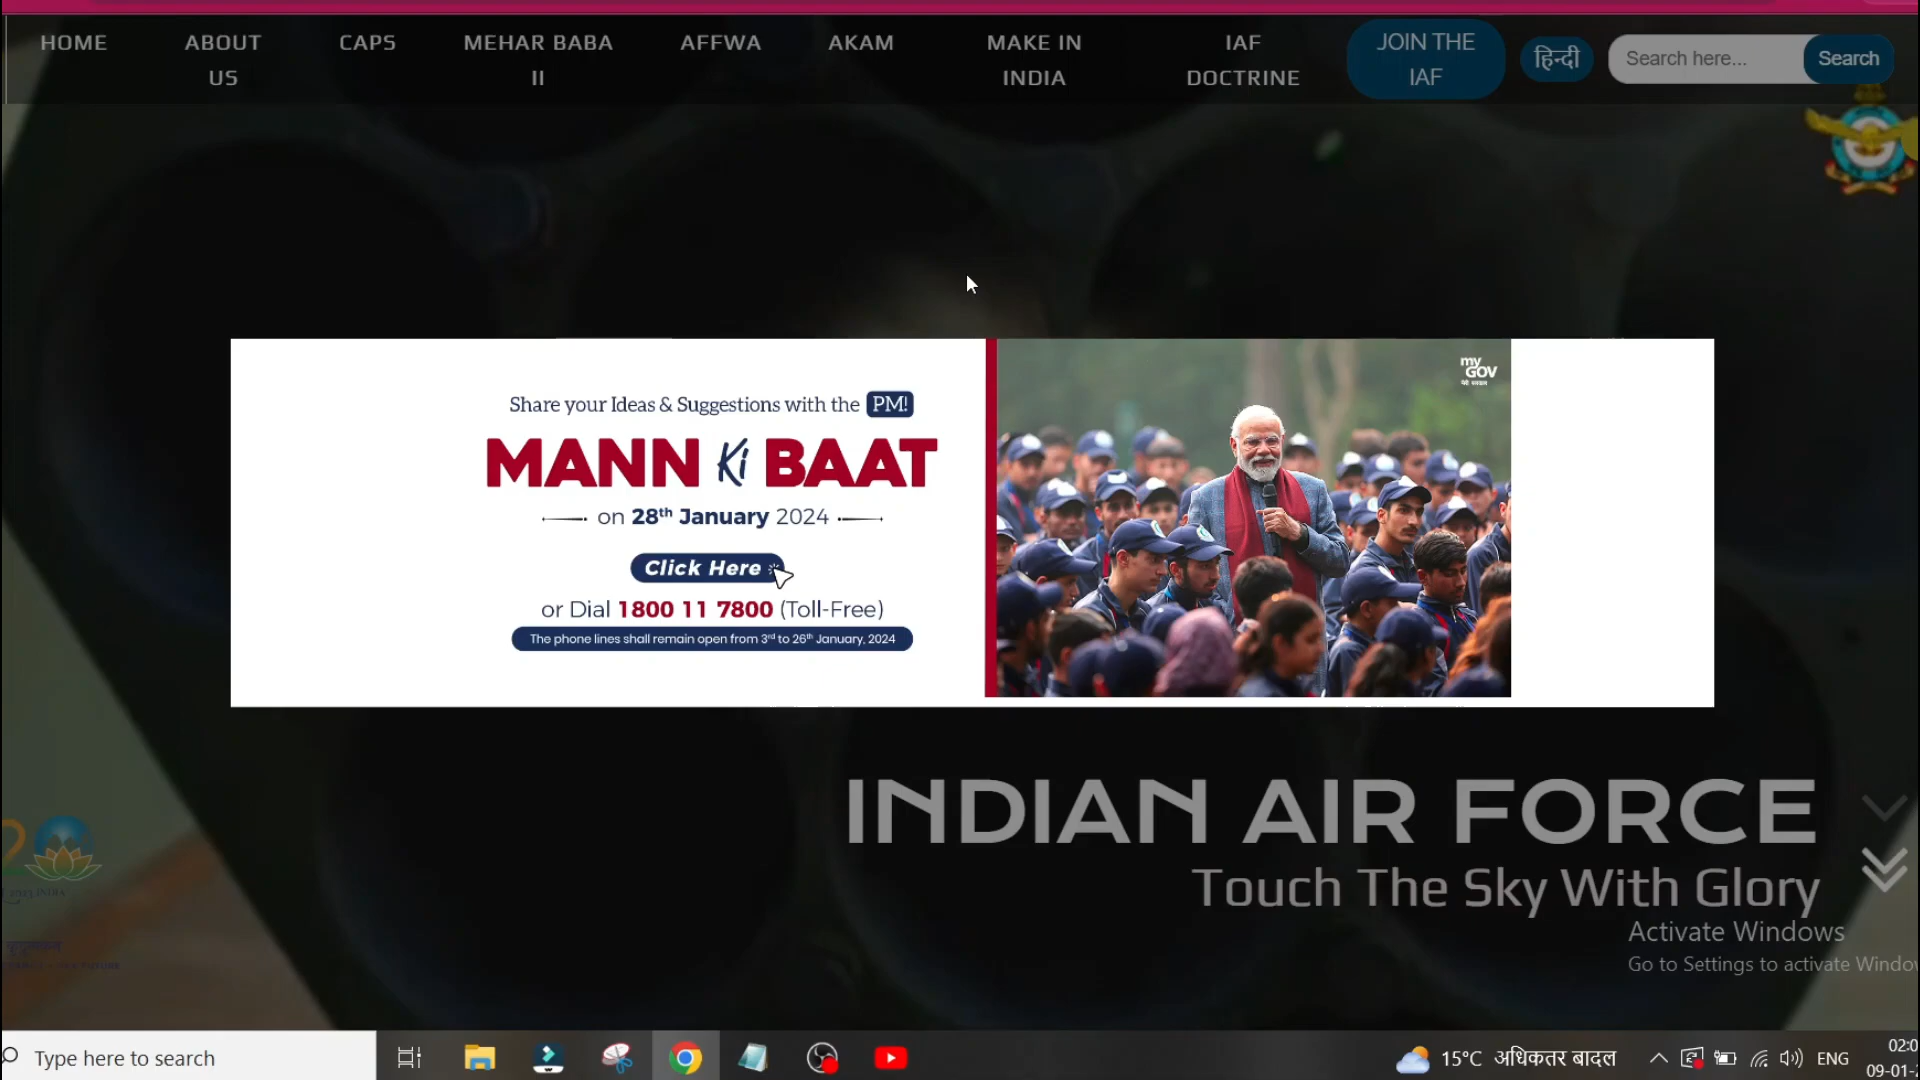 HOME
ABOUT
US
CAPS
MEHAR BABA
II
AFFWA
AKAM
MAKE IN
INDIA
IAF
DOCTRINE
JOIN THE
IAF
हिन्दी
Search here...
Search
my
GOV
मेरी सरकार
Share your Ideas & Suggestions with the PM!
MANN Ki BAAT
on 28th January 2024
Click Here
or Dial 1800 11 7800 (Toll-Free)
The phone lines shall remain open from 3rd to 26th January, 2024
INDIAN AIR FORCE
Touch The Sky With Glory
Activate Windows
Go to Settings to activate Windo
Type here to search
15°C अधिकतर बादल
ENG
02:0
09-01-